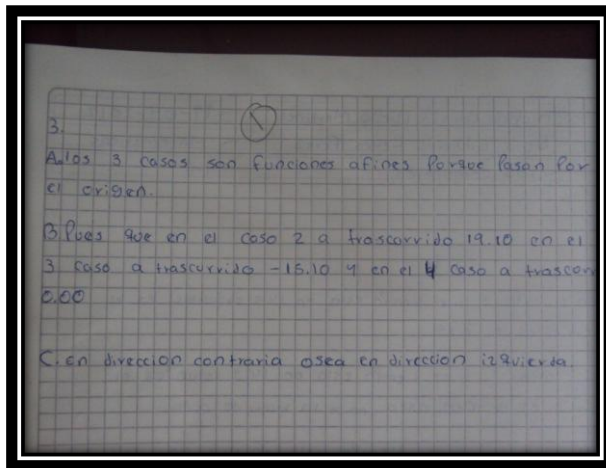 3.
A. los 3 casos son funciones afines Porque Pasan Por
el origen.
B. Pues que en el caso 2 a trascorrido 19.10 en el
3 caso a trascurrido -15.10 y en el 4 caso a trascorr
0.00
C. en direccion contraria osea en direccion izquierda.